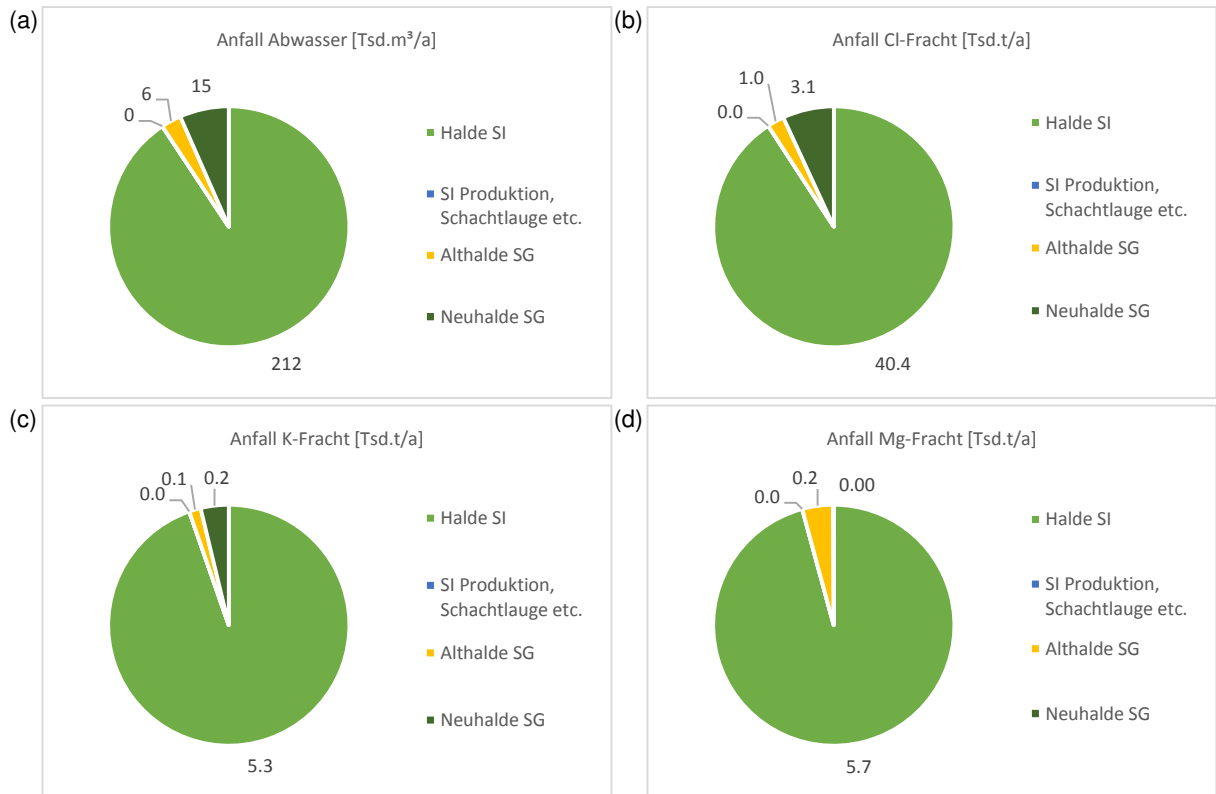 (a)
Anfall Abwasser [Tsd.m³/a]
15
6
0
Halde SI
SI Produktion,
Schachtlauge etc.
Althalde SG
Neuhalde SG
212
(b)
Anfall Cl-Fracht [Tsd.t/a]
1.0
3.1
0.0
Halde SI
SI Produktion,
Schachtlauge etc.
Althalde SG
Neuhalde SG
40.4
(c)
Anfall K-Fracht [Tsd.t/a]
0.1
0.2
0.0
Halde SI
SI Produktion,
Schachtlauge etc.
Althalde SG
Neuhalde SG
5.3
(d)
Anfall Mg-Fracht [Tsd.t/a]
0.2
0.00
0.0
Halde SI
SI Produktion,
Schachtlauge etc.
Althalde SG
Neuhalde SG
5.7